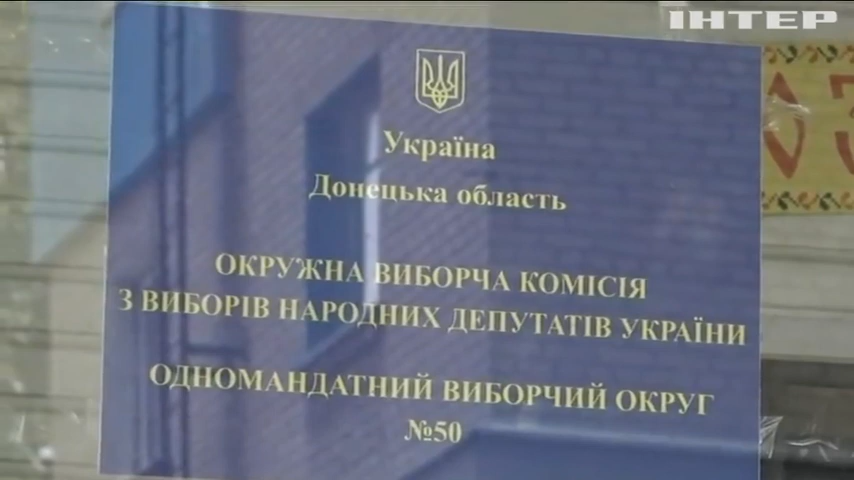 ІНТЕР
Україна
Донецька область
ОКРУЖНА ВИБОРЧА КОМІСІЯ
З ВИБОРІВ НАРОДНИХ ДЕПУТАТІВ УКРАЇНИ
ОДНОМАНДАТНИЙ ВИБОРЧИЙ ОКРУГ
№50